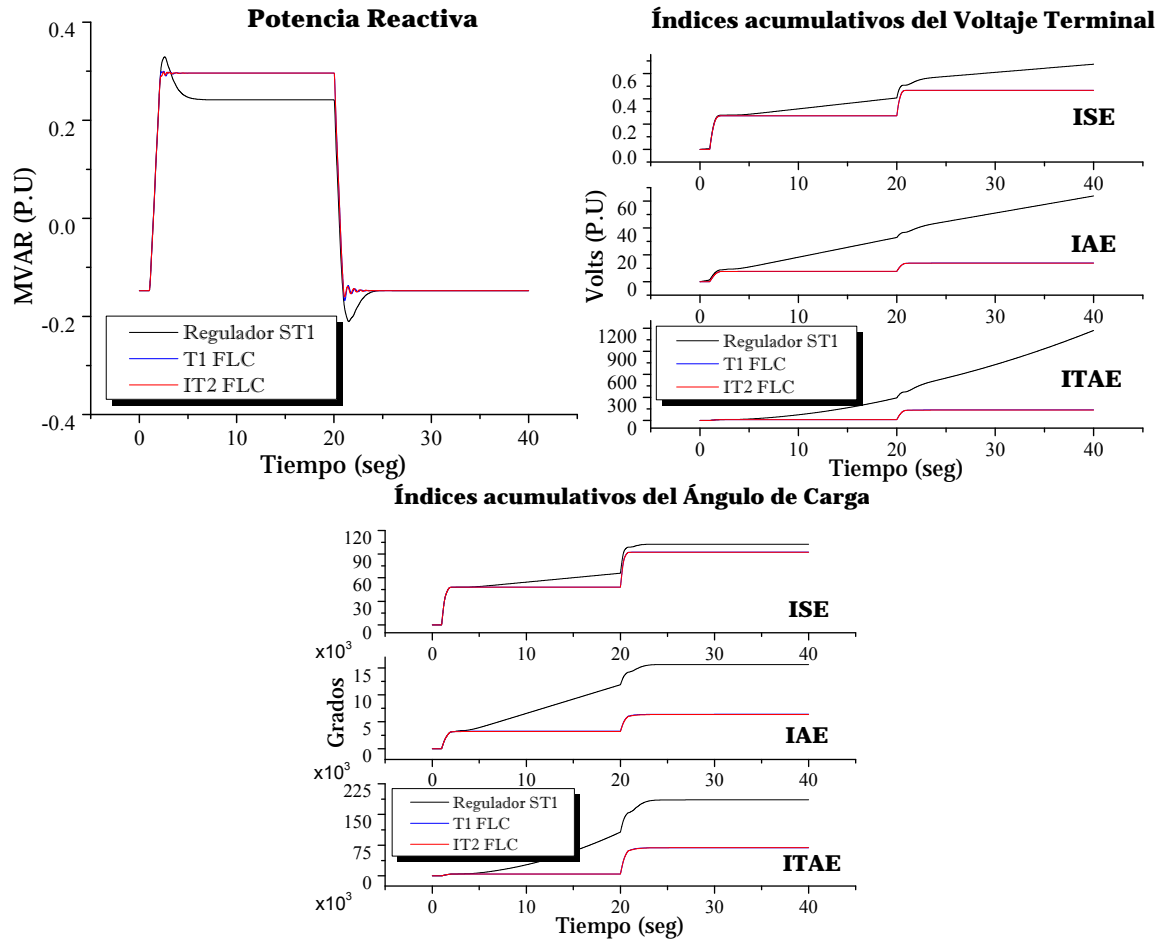 Potencia Reactiva
0.4
0.2
0.0
-0.2
-0.4
MVAR (P.U)
Regulador ST1
T1 FLC
IT2 FLC
0 10 20 30 40
Tiempo (seg)
Índices acumulativos del Voltaje Terminal
0.6
0.4
0.2
0.0
ISE
0 10 20 30 40
Volts (P.U)
60
40
20
0
IAE
0 10 20 30 40
1200
900
600
300
0
Regulador ST1
T1 FLC
IT2 FLC
ITAE
0 10 20 30 40
Tiempo (seg)
Índices acumulativos del Ángulo de Carga
120
90
60
30
0
ISE
x10³
0 10 20 30 40
Grados
15
10
5
0
IAE
x10³
0 10 20 30 40
225
150
75
0
Regulador ST1
T1 FLC
IT2 FLC
ITAE
x10³
0 10 20 30 40
Tiempo (seg)